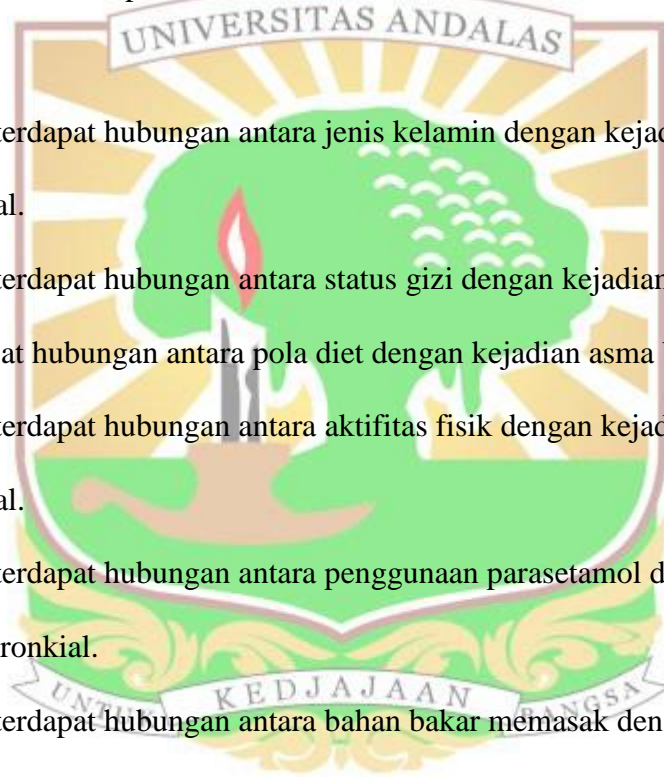 UNIVERSITAS ANDALAS
terdapat hubungan antara jenis kelamin dengan kejad
al.
terdapat hubungan antara status gizi dengan kejadian
at hubungan antara pola diet dengan kejadian asma
terdapat hubungan antara aktifitas fisik dengan kejad
al.
terdapat hubungan antara penggunaan parasetamol d
ronkial.
UNTUK KEDJAJAAN BANGSA
terdapat hubungan antara bahan bakar memasak den